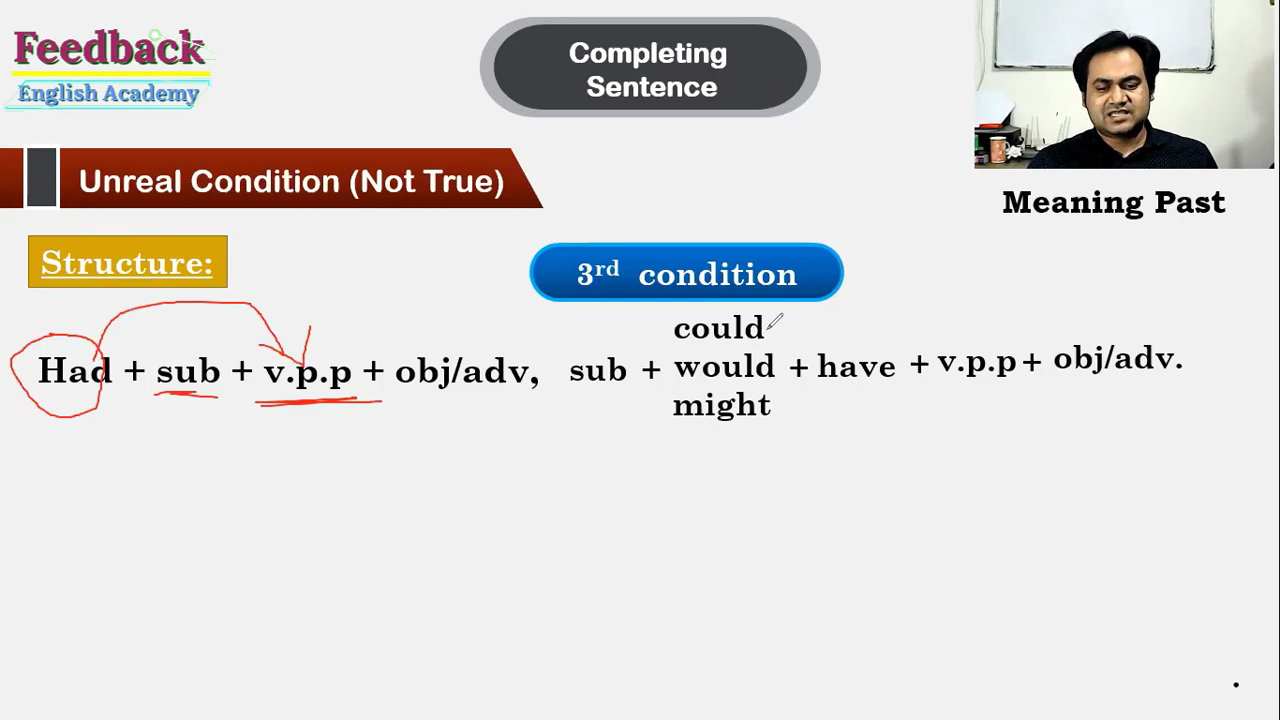 Feedback
English Academy
Completing
Sentence
Unreal Condition (Not True)
Meaning Past
Structure:
3rd condition
could
Had + sub + v.p.p + obj/adv, sub + would + have + v.p.p + obj/adv.
might
.